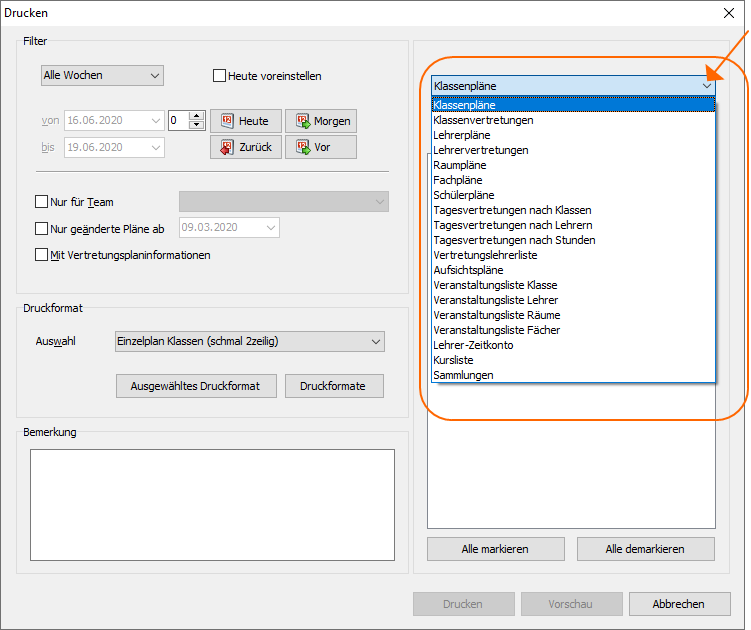 Drucken
Filter
Alle Wochen
Heute voreinstellen
von 16.06.2020 0 Heute Morgen
bis 19.06.2020 Zurück Vor
Nur für Team
Nur geänderte Pläne ab 09.03.2020
Mit Vertretungsplaninformationen
Druckformat
Auswahl Einzelplan Klassen (schmal 2zeilig)
Ausgewähltes Druckformat Druckformate
Bemerkung
Klassenpläne
Klassenpläne
Klassenvertretungen
Lehrerpläne
Lehrervertretungen
Raumpläne
Fachpläne
Schülerpläne
Tagesvertretungen nach Klassen
Tagesvertretungen nach Lehrern
Tagesvertretungen nach Stunden
Vertretungslehrerliste
Aufsichtspläne
Veranstaltungsliste Klasse
Veranstaltungsliste Lehrer
Veranstaltungsliste Räume
Veranstaltungsliste Fächer
Lehrer-Zeitkonto
Kursliste
Sammlungen
Alle markieren Alle demarkieren
Drucken Vorschau Abbrechen